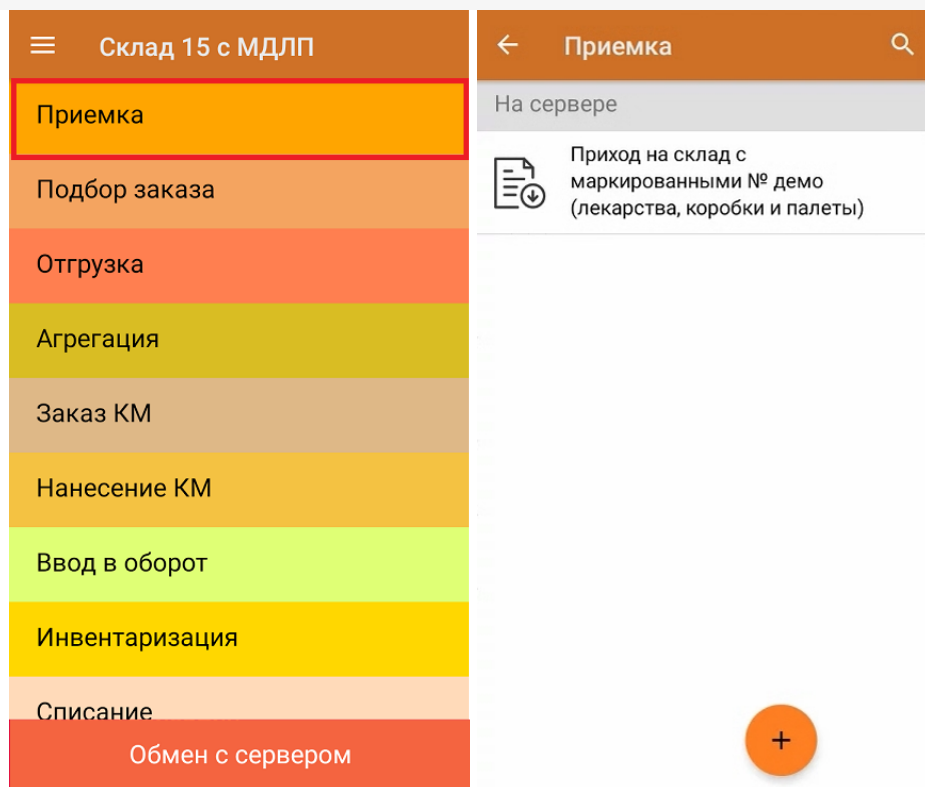 Склад 15 с МДЛП
Приемка
Подбор заказа
Отгрузка
Агрегация
Заказ КМ
Нанесение КМ
Ввод в оборот
Инвентаризация
Списание
Обмен с сервером
Приемка
На сервере
Приход на склад с
маркированными № демо
(лекарства, коробки и палеты)